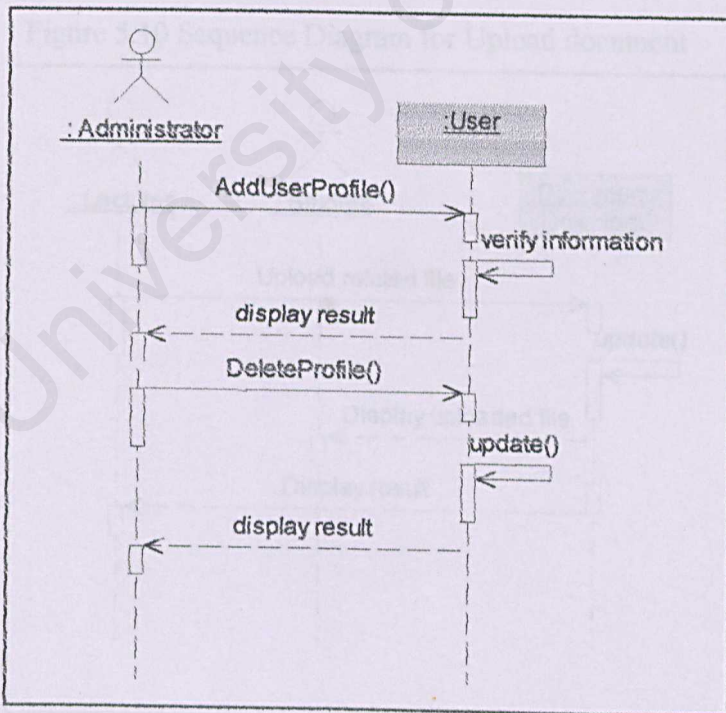 Figure 5.10 Sequence Diagram for Upload document
: Administrator
:User
AddUserProfile()
verify information
Upload related file
display result
update()
DeleteProfile()
Display uploaded file
update()
Display result
display result
University